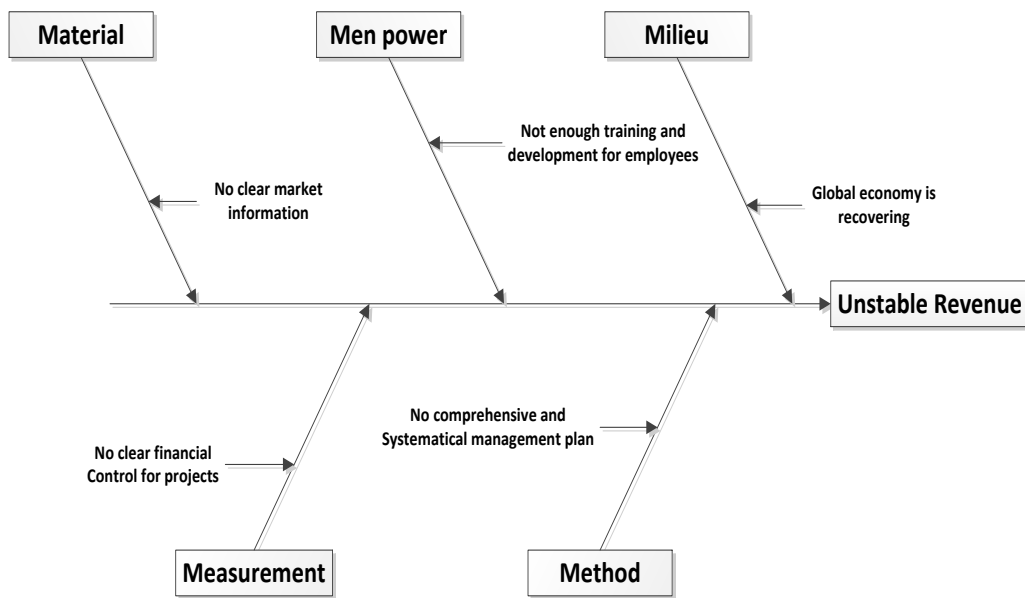 Material
Men power
Milieu
Not enough training and
development for employees
No clear market
information
Global economy is
recovering
Unstable Revenue
No comprehensive and
Systematical management plan
No clear financial
Control for projects
Measurement
Method